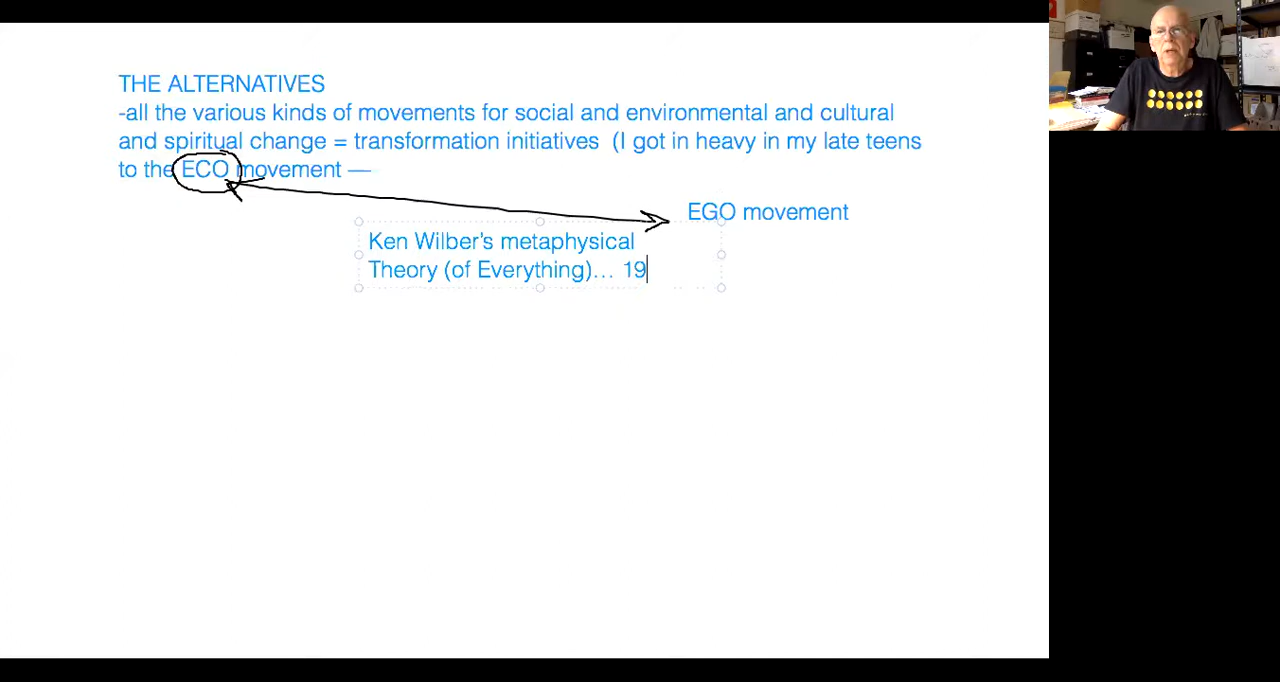 THE ALTERNATIVES
-all the various kinds of movements for social and environmental and cultural
and spiritual change = transformation initiatives (I got in heavy in my late teens
to the ECO movement —
EGO movement
Ken Wilber’s metaphysical
Theory (of Everything)… 19